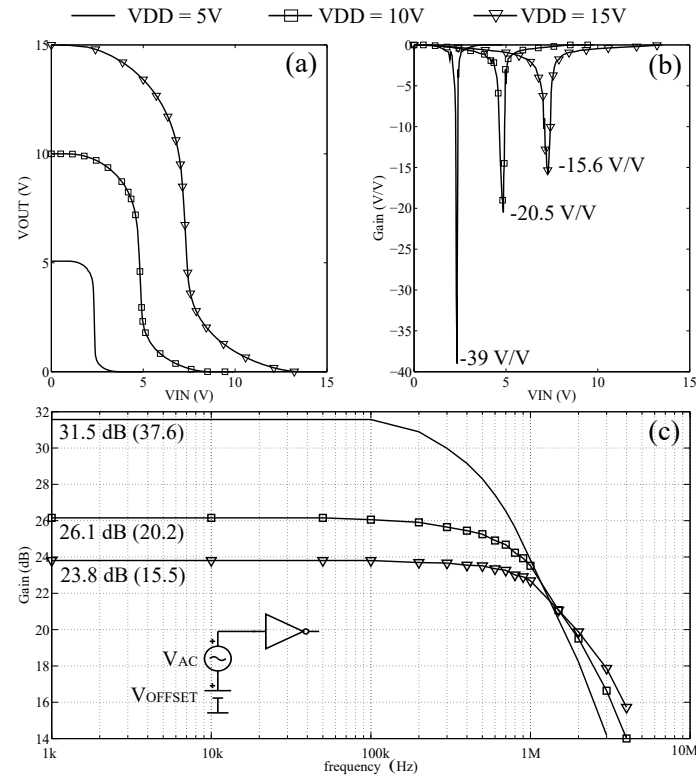 VDD = 5V VDD = 10V VDD = 15V
(a)
15
10
5
0
VOUT (V)
0 5 10 15
VIN (V)
(b)
0
−5
−10
−15
−20
−25
−30
−35
−40
Gain (V/V)
-15.6 V/V
-20.5 V/V
-39 V/V
0 5 10 15
VIN (V)
(c)
32
30
28
26
24
22
20
18
16
14
Gain (dB)
31.5 dB (37.6)
26.1 dB (20.2)
23.8 dB (15.5)
+
VAC
+
VOFFSET
1k 10k 100k 1M 10M
frequency (Hz)